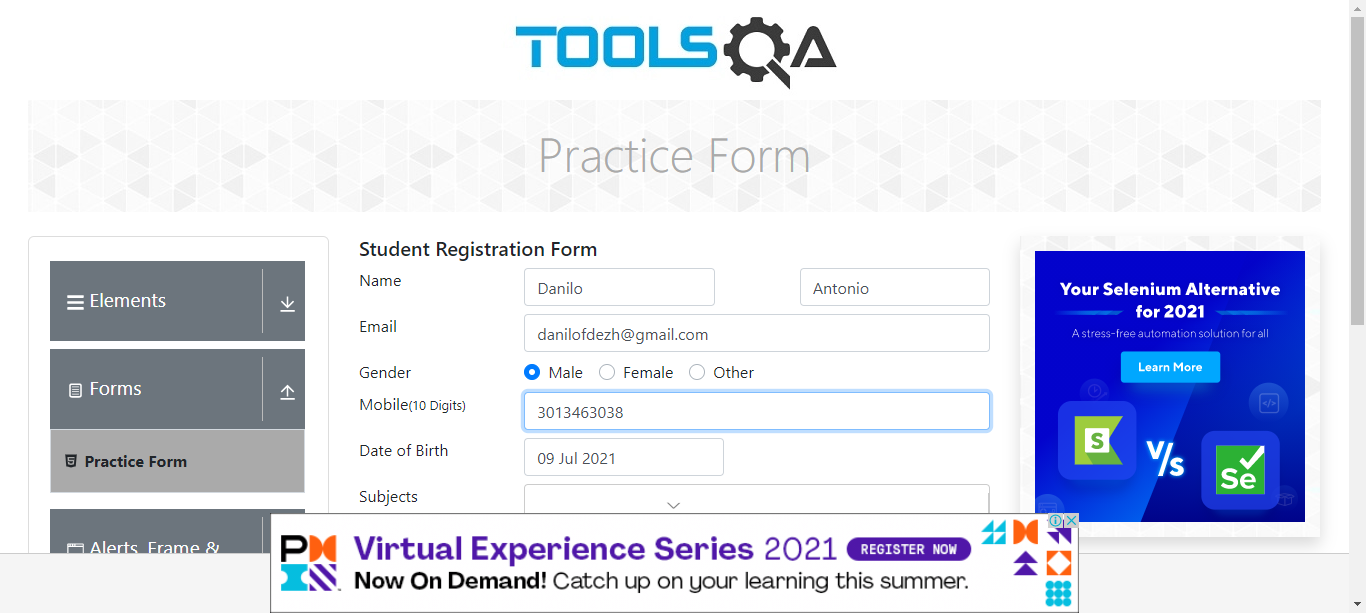 TOOLSQA
Practice Form
Elements
Forms
Practice Form
Alerts, Frame &
Student Registration Form
Name
Danilo
Antonio
Email
danilofdezh@gmail.com
Gender
Male
Female
Other
Mobile(10 Digits)
3013463038
Date of Birth
09 Jul 2021
Subjects
Your Selenium Alternative
for 2021
A stress-free automation solution for all
Learn More
S
V/s
Se
PMI
Virtual Experience Series 2021 REGISTER NOW
Now On Demand! Catch up on your learning this summer.